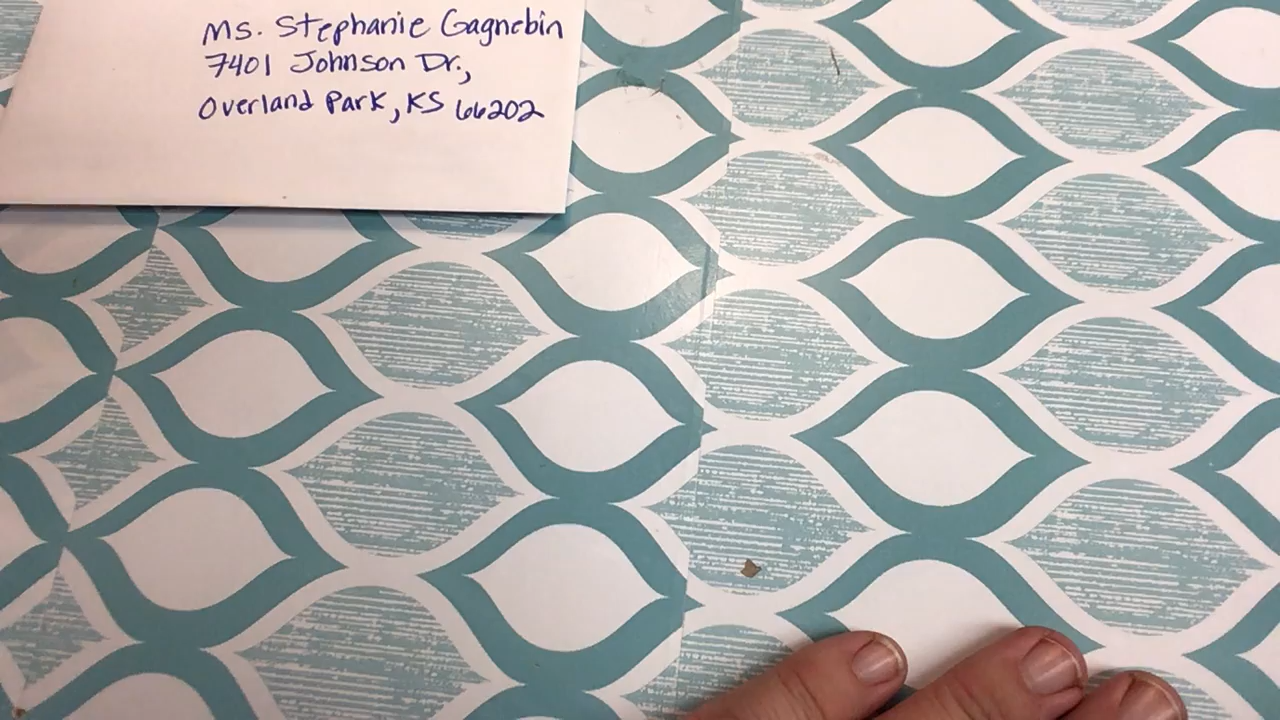 Ms. Stephanie Gagnebin
7401 Johnson Dr.,
Overland Park, KS 66202